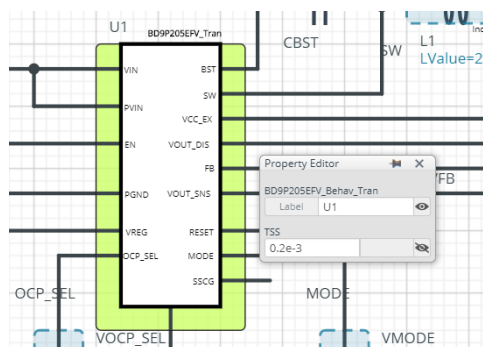 U1
BD9P205EFV_Tran
CBST
SW
L1
LValue=2
VIN
PVIN
EN
PGND
VREG
OCP_SEL
BST
SW
VCC_EX
VOUT_DIS
FB
VOUT_SNS
RESET
MODE
SSCG
Property Editor
BD9P205EFV_Behav_Tran
Label U1
TSS
0.2e-3
/FB
OCP_SEL
MODE
VOCP_SEL
VMODE